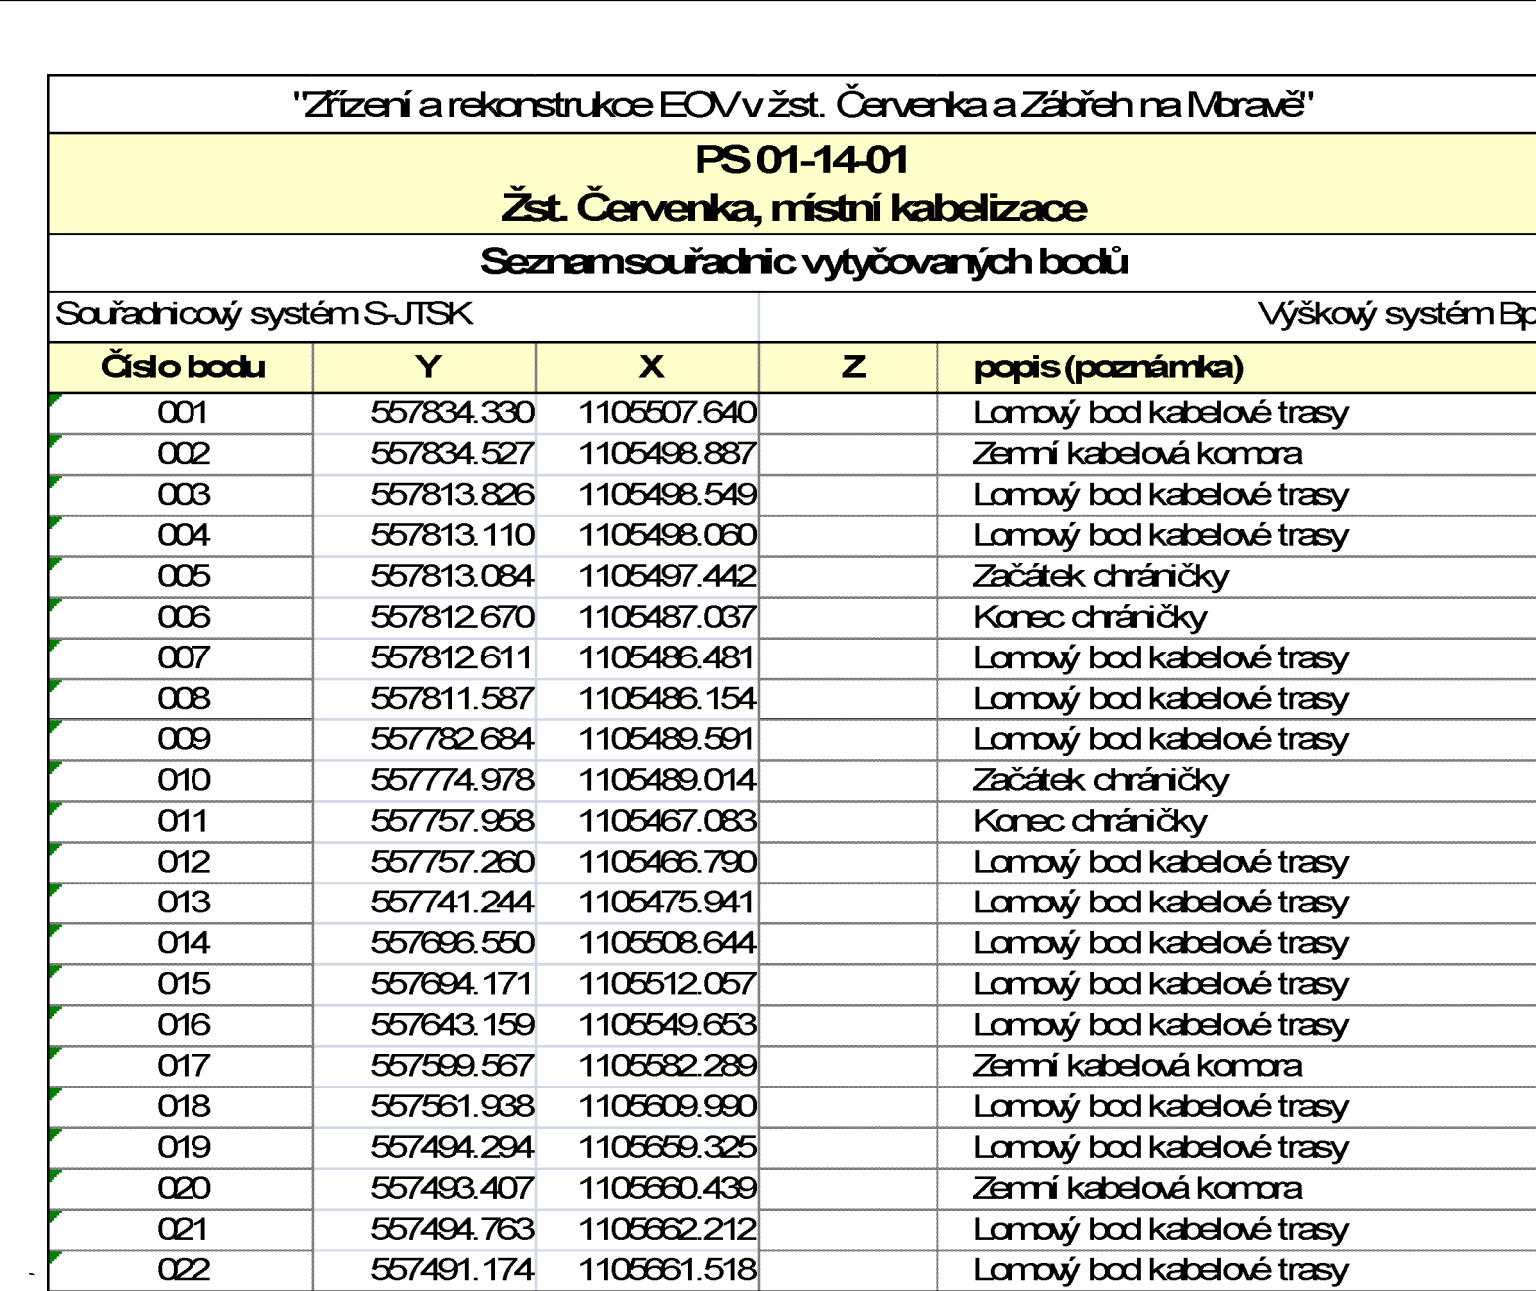 "Zřízení a rekonstrukce EOV v žst. Červenka a Zábřeh na Moravě"
PS 01-14-01
Žst. Červenka, místní kabelizace
Seznam souřadnic vytyčovaných bodů
Souřadnicový systém S-JTSK Výškový systém Bp
Číslo bodu Y X Z popis (poznámka)
001 557834.330 1105507.640 Lomový bod kabelové trasy
002 557834.527 1105498.887 Zemní kabelová komora
003 557813.826 1105498.549 Lomový bod kabelové trasy
004 557813.110 1105498.060 Lomový bod kabelové trasy
005 557813.084 1105497.442 Začátek chráničky
006 557812.670 1105487.037 Konec chráničky
007 557812.611 1105486.481 Lomový bod kabelové trasy
008 557811.587 1105486.154 Lomový bod kabelové trasy
009 557782.684 1105489.591 Lomový bod kabelové trasy
010 557774.978 1105489.014 Začátek chráničky
011 557757.958 1105467.083 Konec chráničky
012 557757.260 1105466.790 Lomový bod kabelové trasy
013 557741.244 1105475.941 Lomový bod kabelové trasy
014 557696.550 1105508.644 Lomový bod kabelové trasy
015 557694.171 1105512.057 Lomový bod kabelové trasy
016 557643.159 1105549.653 Lomový bod kabelové trasy
017 557599.567 1105582.289 Zemní kabelová komora
018 557561.938 1105609.990 Lomový bod kabelové trasy
019 557494.294 1105659.325 Lomový bod kabelové trasy
020 557493.407 1105660.439 Zemní kabelová komora
021 557494.763 1105662.212 Lomový bod kabelové trasy
022 557491.174 1105661.518 Lomový bod kabelové trasy